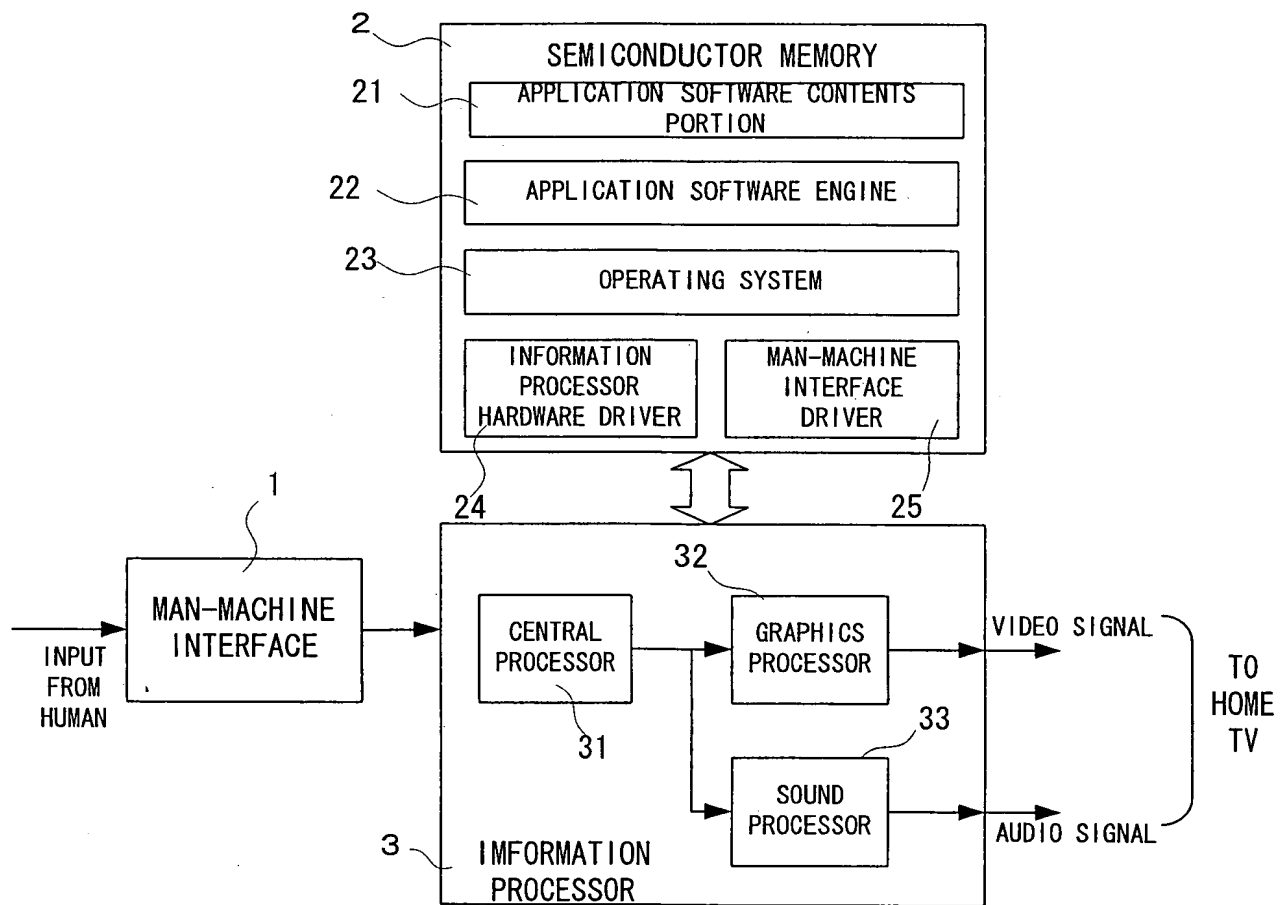 2
SEMICONDUCTOR MEMORY
21
APPLICATION SOFTWARE CONTENTS
PORTION
22
APPLICATION SOFTWARE ENGINE
23
OPERATING SYSTEM
INFORMATION
PROCESSOR
HARDWARE DRIVER
MAN-MACHINE
INTERFACE
DRIVER
24
25
1
MAN-MACHINE
INTERFACE
INPUT
FROM
HUMAN
32
CENTRAL
PROCESSOR
31
GRAPHICS
PROCESSOR
VIDEO SIGNAL
33
SOUND
PROCESSOR
AUDIO SIGNAL
TO
HOME
TV
3
IMFORMATION
PROCESSOR